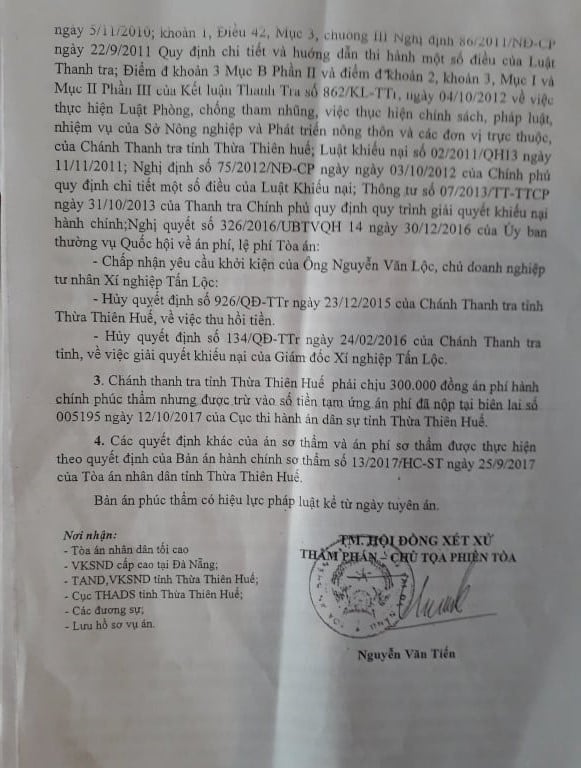 ngày 5/11/2010; khoản 1, Điều 42, Mục 3, chuong III Nghị định 86/2011/NĐ-CP
ngày 22/9/2011 Quy định chi tiết và huớng dẫn thi hành một số điều của Luật
Thanh tra; Điểm đ khoản 3 Mục B Phần II và điểm đ khoản 2, khoản 3, Mục I và
Mục II Phần III của Kết luận Thanh Tra số 862/KL-TTr, ngày 04/10/2012 về việc
thực hiện Luật Phòng, chống tham nhũng, việc thực hiện chính sách, pháp luật,
nhiệm vụ của Sở Nông nghiệp và Phát triển nông thôn và các đơn vị trực thuộc,
của Chánh Thanh tra tỉnh Thừa Thiên huế; Luật khiếu nại số 02/2011/QH13 ngày
11/11/2011; Nghị định số 75/2012/NĐ-CP ngày ngày 03/10/2012 của Chính phủ
quy định chi tiết một số điều của Luật Khiếu nại; Thông tư số 07/2013/TT-TTCP
ngày 31/10/2013 của Thanh tra Chính phủ quy định quy trình giải quyết khiếu nại
hành chính;Nghị quyết số 326/2016/UBTVQH 14 ngày 30/12/2016 của Ủy ban
thường vụ Quốc hội về án phí, lệ phí Tòa án:
- Chấp nhận yêu cầu khởi kiện của Ông Nguyễn Văn Lộc, chủ doanh nghiệp
tư nhân Xí nghiệp Tấn Lộc:
- Hủy quyết định số 926/QĐ-TTr ngày 23/12/2015 của Chánh Thanh tra tỉnh
Thừa Thiên Huế, về việc thu hồi tiền.
- Hủy quyết định số 134/QĐ-TTr ngày 24/02/2016 của Chánh Thanh tra
tỉnh, về việc giải quyết khiếu nại của Giám đốc Xí nghiệp Tấn Lộc.
3. Chánh thanh tra tỉnh Thừa Thiên Huế phải chịu 300.000 đồng án phí hành
chính phúc thẩm nhưng được trừ vào số tiền tạm ứng án phí đã nộp tại biên lai số
005195 ngày 12/10/2017 của Cục thi hành án dân sự tỉnh Thừa Thiên Huế.
4. Các quyết định khác của án sơ thẩm và án phí sơ thẩm được thực hiện
theo quyết định của Bản án hành chính sơ thẩm số 13/2017/HC-ST ngày 25/9/2017
của Tòa án nhân dân tỉnh Thừa Thiên Huế.
Bản án phúc thẩm có hiệu lực pháp luật kể từ ngày tuyên án.
Nơi nhận:
- Tòa án nhân dân tối cao
- VKSND cấp cao tại Đà Nẵng;
- TAND,VKSND tỉnh Thừa Thiên Huế;
- Cục THADS tỉnh Thừa Thiên Huế;
- Các đương sự;
- Lưu hồ sơ vụ án.
TM. HỘI ĐỒNG XÉT XỬ
THẨM PHÁN – CHỦ TỌA PHIÊN TÒA
Nguyễn Văn Tiến